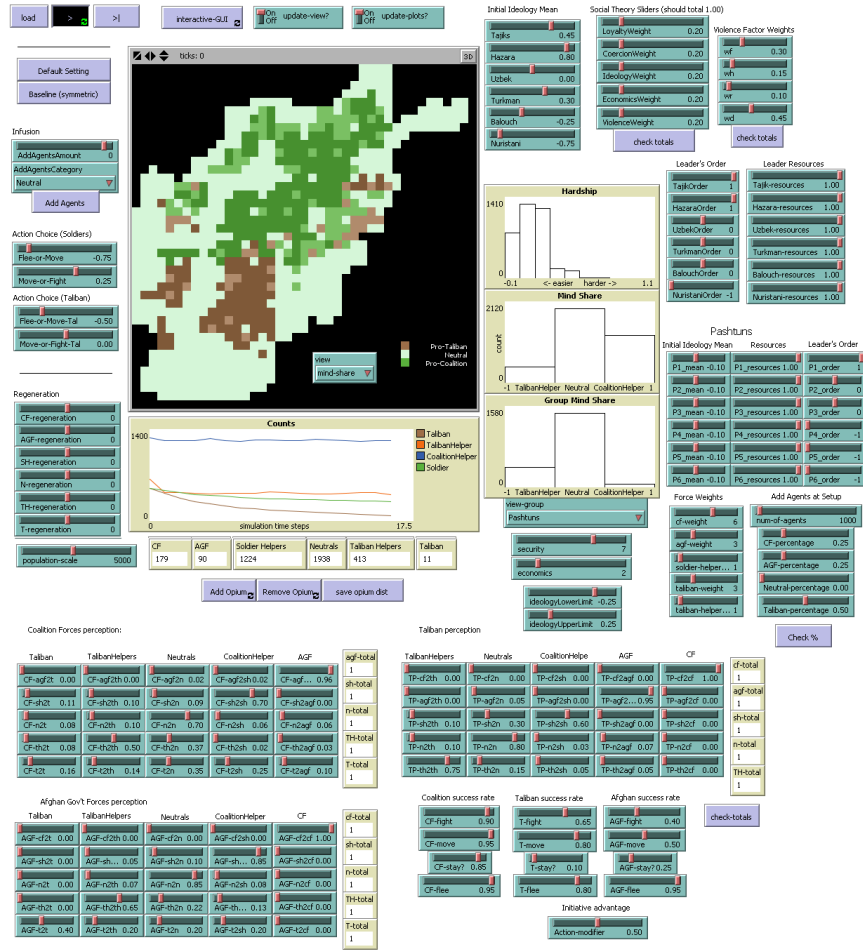 load
>
>|
interactive-GUI
On
Off
update-view?
On
Off
update-plots?
Default Setting
Baseline (symmetric)
Infusion
AddAgentsAmount 0
AddAgentsCategory
Neutral
Add Agents
Action Choice (Soldiers)
Flee-or-Move -0.75
Move-or-Fight 0.25
Action Choice (Taliban)
Flee-or-Move-Tal -0.50
Move-or-Fight-Tal 0.00
Regeneration
CF-regeneration 0
AGF-regeneration 0
SH-regeneration 0
N-regeneration 0
TH-regeneration 0
T-regeneration 0
population-scale 5000
ticks: 0
3D
Pro-Taliban
Neutral
Pro-Coalition
view
mind-share
Counts
1400
0
0
simulation time steps
17.5
Taliban
TalibanHelper
CoalitionHelper
Soldier
CF
179
AGF
90
Soldier Helpers
1224
Neutrals
1938
Taliban Helpers
413
Taliban
11
Add Opium
Remove Opium
save opium dist
Initial Ideology Mean
Tajiks 0.45
Hazara 0.80
Uzbek 0.00
Turkman 0.30
Balouch -0.25
Nuristani -0.75
Social Theory Sliders (should total 1.00)
LoyaltyWeight 0.20
CoercionWeight 0.20
IdeologyWeight 0.20
EconomicsWeight 0.20
ViolenceWeight 0.20
check totals
Violence Factor Weights
wf 0.30
wh 0.15
wr 0.10
wd 0.45
check totals
Hardship
1410
0
-0.1
<- easier harder ->
1.1
Mind Share
2120
count
0
-1 TalibanHelper Neutral CoalitionHelper 1
Group Mind Share
1580
0
-1 TalibanHelper Neutral CoalitionHelper 1
view-group
Pashtuns
security 7
economics 2
ideologyLowerLimit -0.25
ideologyUpperLimit 0.25
Leader's Order
TajikOrder 1
HazaraOrder 1
UzbekOrder 0
TurkmanOrder 0
BalouchOrder 0
NuristaniOrder -1
Leader Resources
Tajik-resources 1.00
Hazara-resources 1.00
Uzbek-resources 1.00
Turkman-resources 1.00
Balouch-resources 1.00
Nuristani-resources 1.00
Pashtuns
Initial Ideology Mean Resources Leader's Order
P1_mean -0.10 P1_resources 1.00 P1_order 1
P2_mean -0.10 P2_resources 1.00 P2_order 0
P3_mean -0.10 P3_resources 1.00 P3_order 0
P4_mean -0.10 P4_resources 1.00 P4_order -1
P5_mean -0.10 P5_resources 1.00 P5_order -1
P6_mean -0.10 P6_resources 1.00 P6_order -1
Force Weights
cf-weight 6
agf-weight 3
soldier-helper... 1
taliban-weight 3
taliban-helper... 1
Add Agents at Setup
num-of-agents 1000
CF-percentage 0.25
AGF-percentage 0.25
Neutral-percentage 0.00
Taliban-percentage 0.50
Check %
Coalition Forces perception:
Taliban TalibanHelpers Neutrals CoalitionHelper AGF
CF-agf2t 0.00 CF-agf2th 0.00 CF-agf2n 0.02 CF-agf2sh 0.02 CF-agf... 0.96
CF-sh2t 0.11 CF-sh2th 0.10 CF-sh2n 0.09 CF-sh2sh 0.70 CF-sh2agf 0.00
CF-n2t 0.08 CF-n2th 0.10 CF-n2n 0.70 CF-n2sh 0.06 CF-n2agf 0.06
CF-th2t 0.08 CF-th2th 0.50 CF-th2n 0.37 CF-th2sh 0.02 CF-th2agf 0.03
CF-t2t 0.16 CF-t2th 0.14 CF-t2n 0.35 CF-t2sh 0.25 CF-t2agf 0.10
agf-total
1
sh-total
1
n-total
1
TH-total
1
T-total
1
Taliban perception
TalibanHelpers Neutrals CoalitionHelpe AGF CF
TP-cf2th 0.00 TP-cf2n 0.00 TP-cf2sh 0.00 TP-cf2agf 0.00 TP-cf2cf 1.00
TP-agf2th 0.00 TP-agf2n 0.05 TP-agf2sh 0.00 TP-agf2... 0.95 TP-agf2cf 0.00
TP-sh2th 0.10 TP-sh2n 0.30 TP-sh2sh 0.60 TP-sh2agf 0.00 TP-sh2cf 0.00
TP-n2th 0.10 TP-n2n 0.80 TP-n2sh 0.03 TP-n2agf 0.07 TP-n2cf 0.00
TP-th2th 0.75 TP-th2n 0.15 TP-th2sh 0.05 TP-th2agf 0.05 TP-th2cf 0.00
cf-total
1
agf-total
1
sh-total
1
n-total
1
TH-total
1
Afghan Gov't Forces perception
Taliban TalibanHelpers Neutrals CoalitionHelper CF
AGF-cf2t 0.00 AGF-cf2th 0.00 AGF-cf2n 0.00 AGF-cf2sh 0.00 AGF-cf2cf 1.00
AGF-sh2t 0.00 AGF-sh... 0.05 AGF-sh2n 0.10 AGF-sh... 0.85 AGF-sh2cf 0.00
AGF-n2t 0.00 AGF-n2th 0.07 AGF-n2n 0.85 AGF-n2sh 0.08 AGF-n2cf 0.00
AGF-th2t 0.00 AGF-th2th 0.65 AGF-th2n 0.22 AGF-th... 0.13 AGF-th2cf 0.00
AGF-t2t 0.40 AGF-t2th 0.20 AGF-t2n 0.20 AGF-t2sh 0.20 AGF-t2cf 0.00
cf-total
1
sh-total
1
n-total
1
TH-total
1
T-total
1
Coalition success rate
CF-fight 0.90
CF-move 0.95
CF-stay? 0.85
CF-flee 0.95
Taliban success rate
T-fight 0.65
T-move 0.80
T-stay? 0.10
T-flee 0.80
Afghan success rate
AGF-fight 0.40
AGF-move 0.50
AGF-stay? 0.25
AGF-flee 0.95
check-totals
Initiative advantage
Action-modifier 0.50